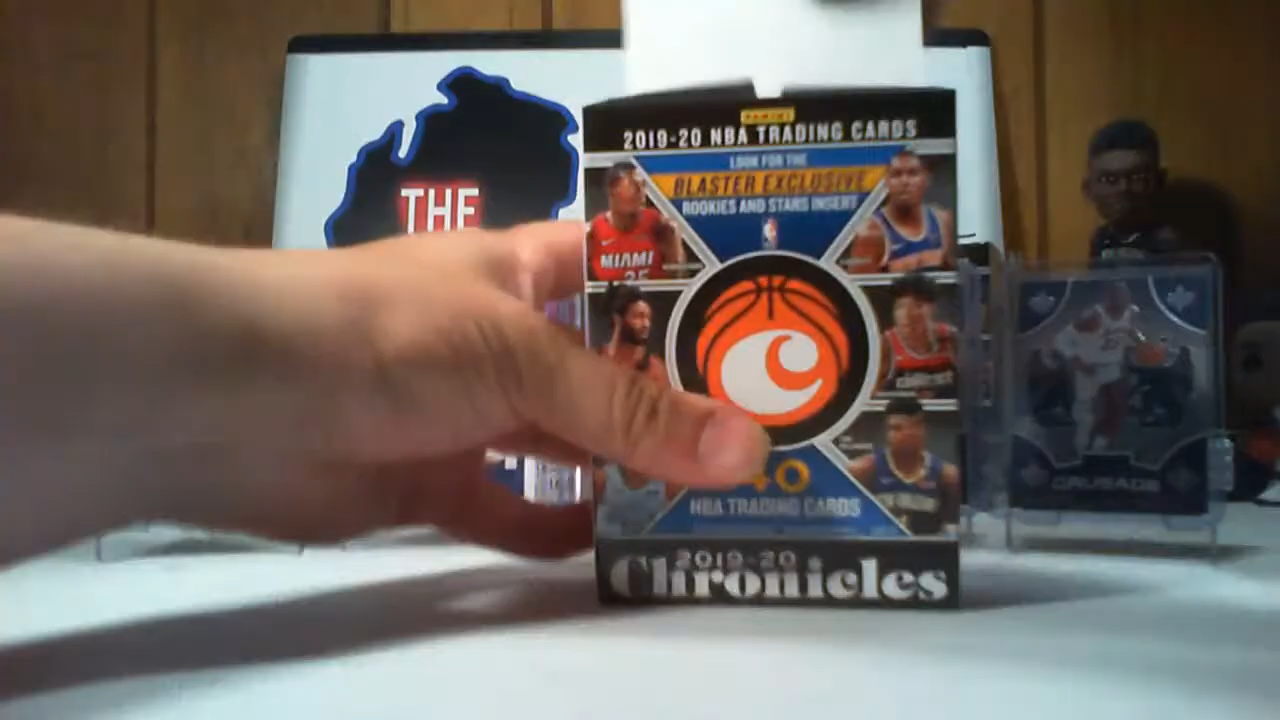 THE
PANINI
2019-20 NBA TRADING CARDS
LOOK FOR THE
BLASTER EXCLUSIVE
ROOKIES AND STARS INSERT
MIAMI
C
40
NBA TRADING CARDS
2019-20
Chronicles
CRUSADE